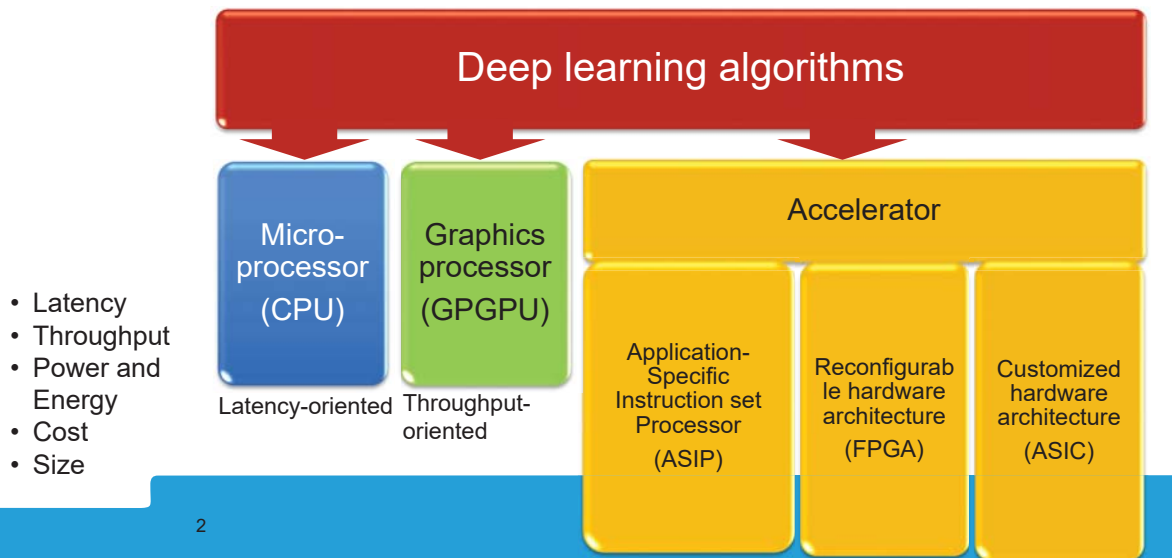 Deep learning algorithms
Micro-
processor
(CPU)
Graphics
processor
(GPGPU)
Accelerator
• Latency
• Throughput
• Power and
Energy
• Cost
• Size
Latency-oriented
Throughput-
oriented
Application-
Specific
Instruction set
Processor
(ASIP)
Reconfigurab
le hardware
architecture
(FPGA)
Customized
hardware
architecture
(ASIC)
2